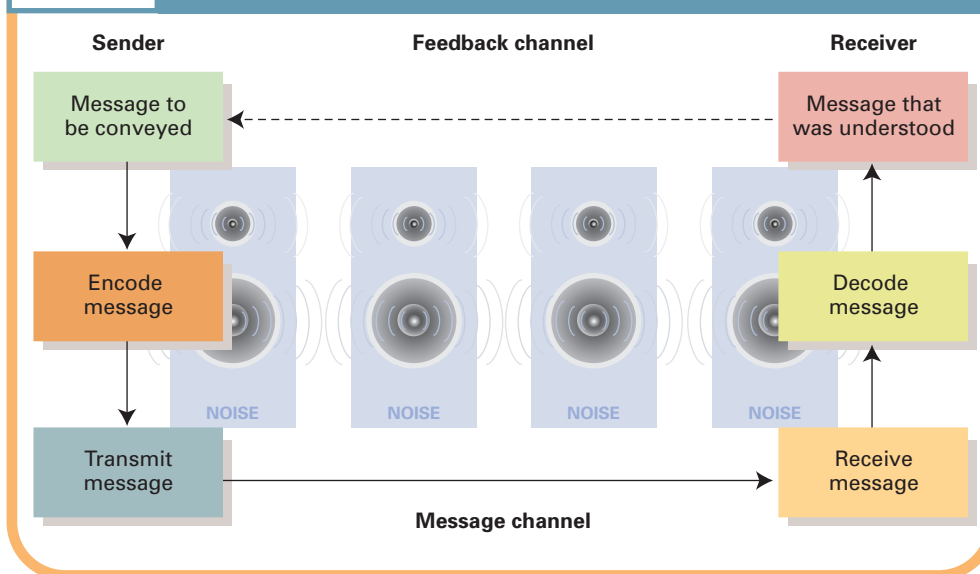 Sender
Feedback channel
Receiver
Message to
be conveyed
Message that
was understood
Encode
message
Decode
message
NOISE
NOISE
NOISE
NOISE
Transmit
message
Receive
message
Message channel